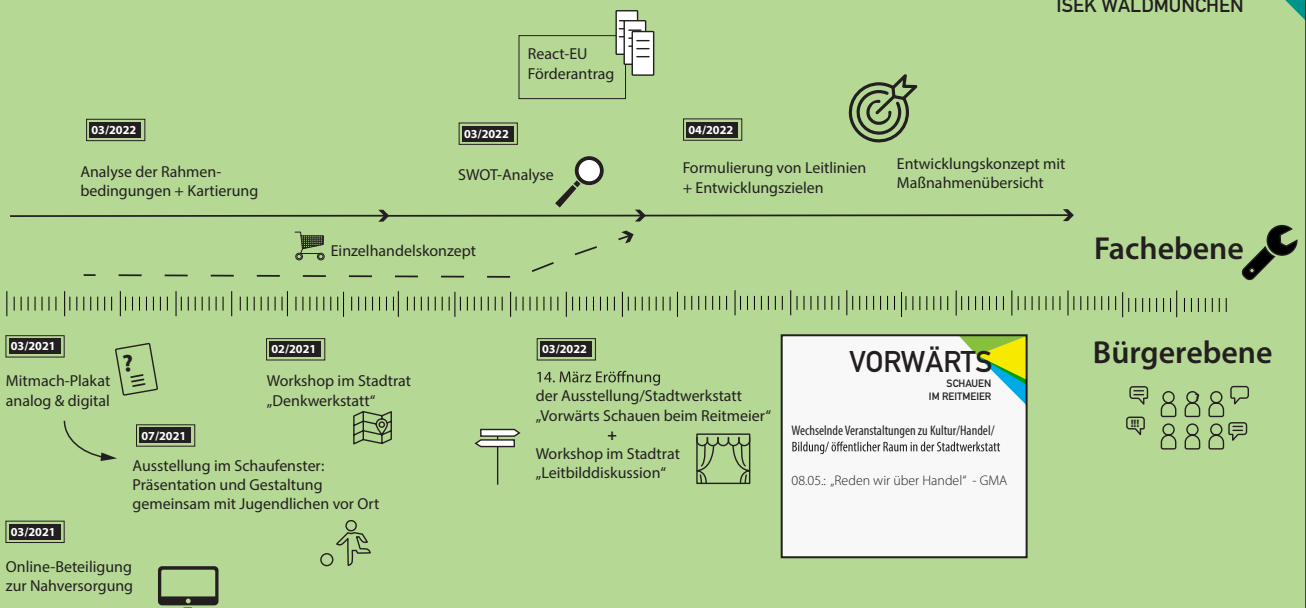 ISEK WALDMÜNCHEN
React-EU
Förderantrag
03/2022
Analyse der Rahmen-
bedingungen + Kartierung
03/2022
SWOT-Analyse
04/2022
Formulierung von Leitlinien
+ Entwicklungszielen
Entwicklungskonzept mit
Maßnahmenübersicht
Einzelhandelskonzept
Fachebene
03/2021
Mitmach-Plakat
analog & digital
?
07/2021
Ausstellung im Schaufenster:
Präsentation und Gestaltung
gemeinsam mit Jugendlichen vor Ort
03/2021
Online-Beteiligung
zur Nahversorgung
02/2021
Workshop im Stadtrat
„Denkwerkstatt"
03/2022
14. März Eröffnung
der Ausstellung/Stadtwerkstatt
„Vorwärts Schauen beim Reitmeier"
+
Workshop im Stadtrat
„Leitbilddiskussion"
VORWÄRTS
SCHAUEN
IM REITMEIER
Wechselnde Veranstaltungen zu Kultur/Handel/
Bildung/ öffentlicher Raum in der Stadtwerkstatt
08.05.: „Reden wir über Handel" - GMA
Bürgerebene
!!!